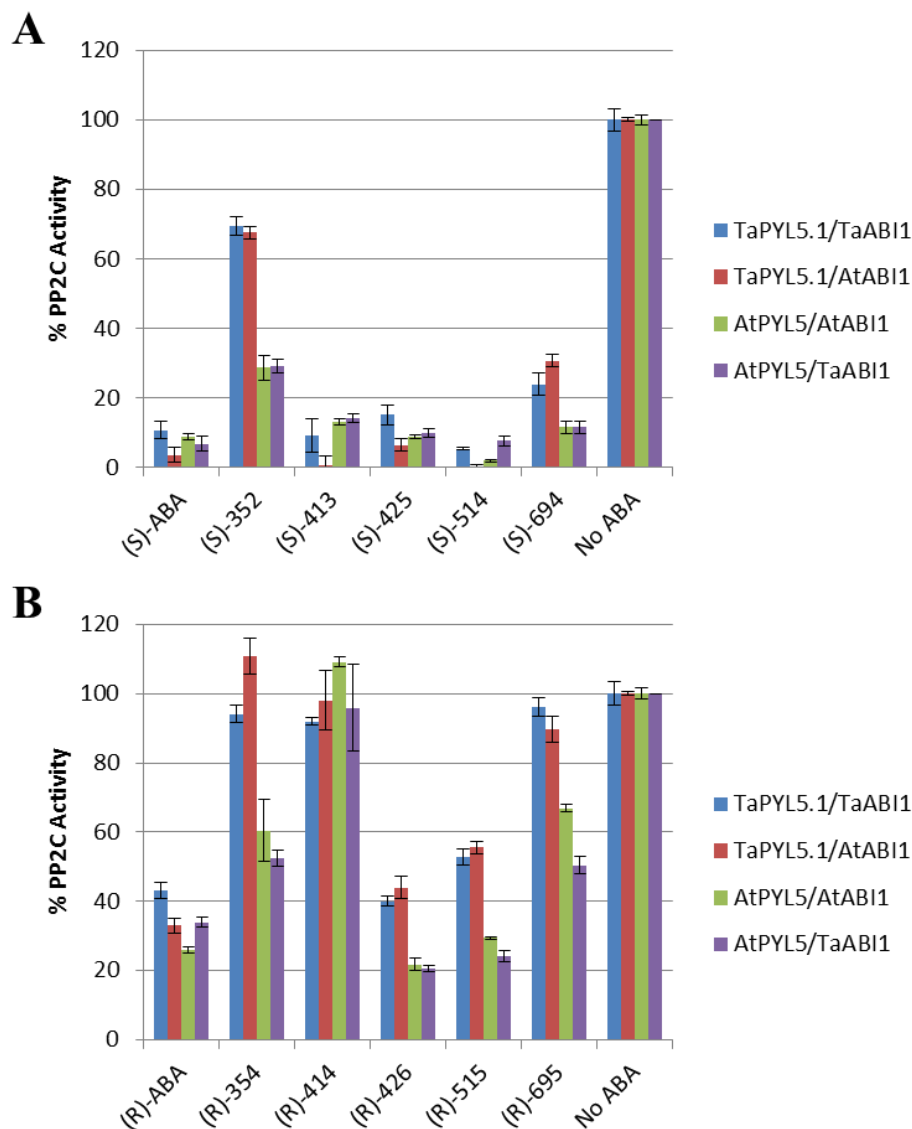 A
120
100
80
60
40
20
0
% PP2C Activity
(S)-ABA
(S)-352
(S)-413
(S)-425
(S)-514
(S)-694
No ABA
TaPYL5.1/TaABI1
TaPYL5.1/AtABI1
AtPYL5/AtABI1
AtPYL5/TaABI1
B
120
100
80
60
40
20
0
% PP2C Activity
(R)-ABA
(R)-354
(R)-414
(R)-426
(R)-515
(R)-695
No ABA
TaPYL5.1/TaABI1
TaPYL5.1/AtABI1
AtPYL5/AtABI1
AtPYL5/TaABI1